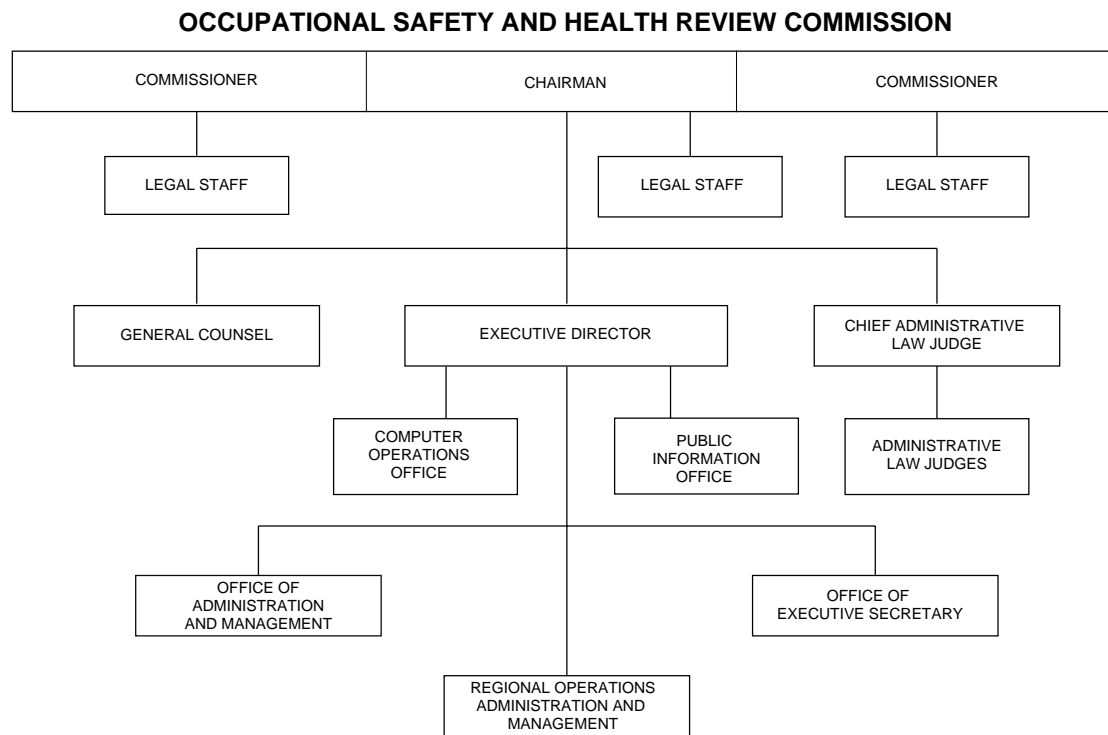 OCCUPATIONAL SAFETY AND HEALTH REVIEW COMMISSION
COMMISSIONER
CHAIRMAN
COMMISSIONER
LEGAL STAFF
LEGAL STAFF
LEGAL STAFF
GENERAL COUNSEL
EXECUTIVE DIRECTOR
CHIEF ADMINISTRATIVE
LAW JUDGE
COMPUTER
OPERATIONS
OFFICE
PUBLIC
INFORMATION
OFFICE
ADMINISTRATIVE
LAW JUDGES
OFFICE OF
ADMINISTRATION
AND MANAGEMENT
OFFICE OF
EXECUTIVE SECRETARY
REGIONAL OPERATIONS
ADMINISTRATION AND
MANAGEMENT